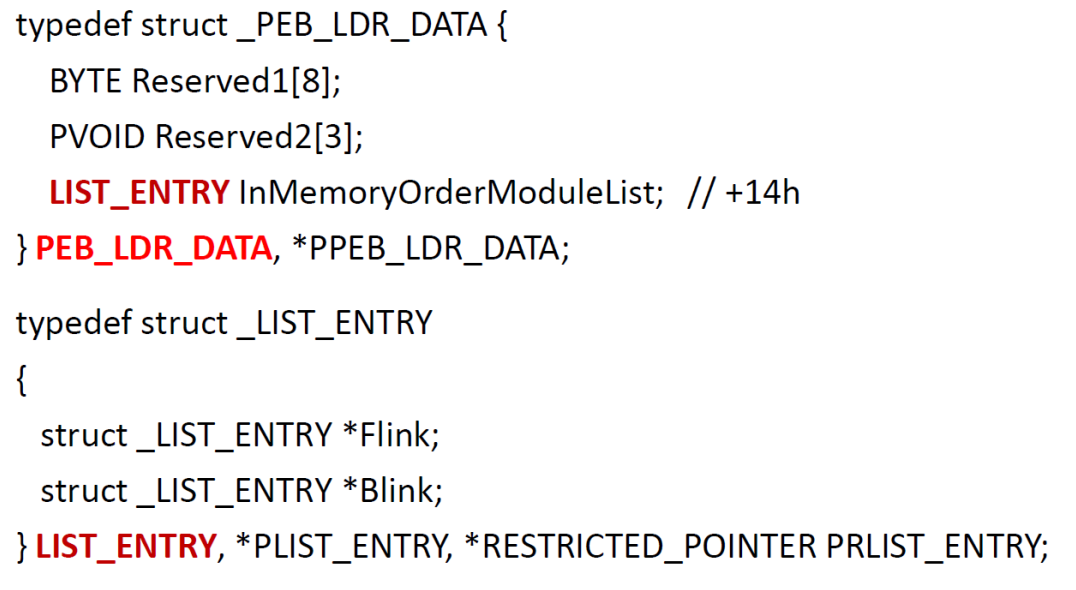 typedef struct _PEB_LDR_DATA {
BYTE Reserved1[8];
PVOID Reserved2[3];
LIST_ENTRY InMemoryOrderModuleList; // +14h
} PEB_LDR_DATA, *PPEB_LDR_DATA;
typedef struct _LIST_ENTRY
{
struct _LIST_ENTRY *Flink;
struct _LIST_ENTRY *Blink;
} LIST_ENTRY, *PLIST_ENTRY, *RESTRICTED_POINTER PRLIST_ENTRY;